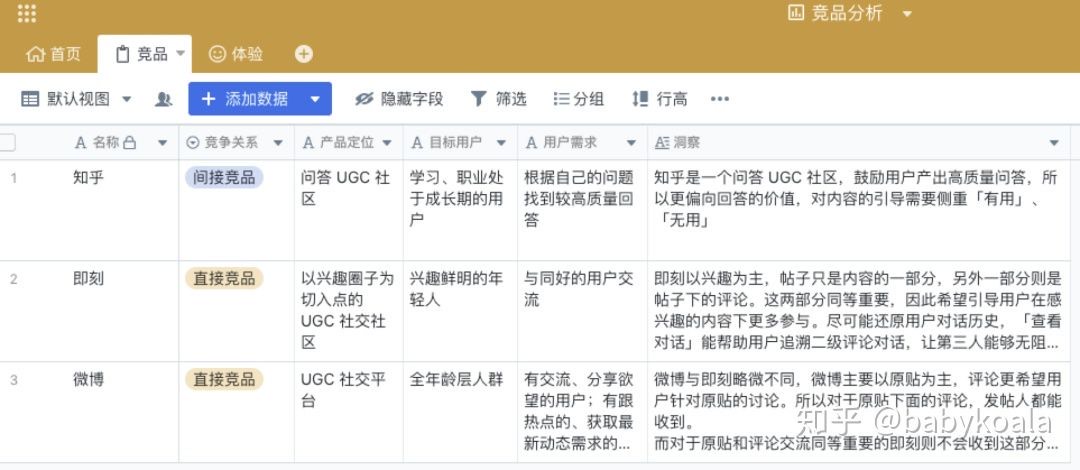 竞品分析
首页 竞品 体验
默认视图 添加数据 隐藏字段 筛选 分组 行高 •••
A 名称 竞争关系 A 产品定位 A 目标用户 A 用户需求 A 洞察
1 知乎 间接竞品
问答 UGC 社
区
学习、职业处
于成长期的用
户
根据自己的问题
找到较高质量回
答
知乎是一个问答 UGC 社区，鼓励用户产出高质量问答，所
以更偏向回答的价值，对内容的引导需要侧重「有用」、
「无用」
2 即刻 直接竞品
以兴趣圈子为
切入点的
UGC 社交社
区
兴趣鲜明的年
轻人
与同好的用户交
流
即刻以兴趣为主，帖子只是内容的一部分，另外一部分则是
帖子下的评论。这两部分同等重要，因此希望引导用户在感
兴趣的内容下更多参与。尽可能还原用户对话历史，「查看
对话」能帮助用户追溯二级评论对话，让第三人能够无阻...
3 微博 直接竞品
UGC 社交平
台
全年龄层人群
有交流、分享欲
望的用户；有跟
热点的、获取最
新动态需求的...
微博与即刻略微不同，微博主要以原贴为主，评论更希望用
户针对原贴的讨论。所以对于原贴下面的评论，发帖人都能
收到。
而对于原贴和评论交流同等重要的即刻则不会收到这部分...
知乎 @babykoala